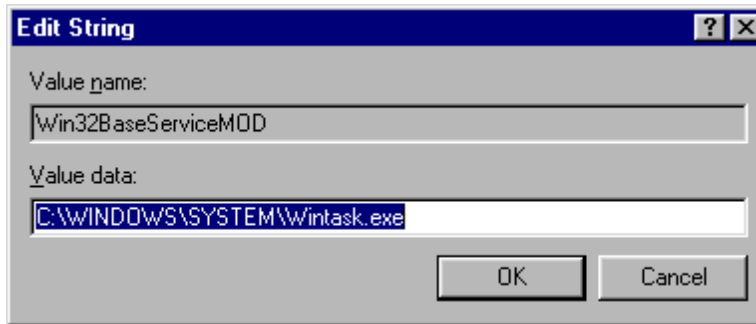 Edit String
Value name:
Win32BaseServiceMOD
Value data:
C:\WINDOWS\SYSTEM\Wintask.exe
OK Cancel